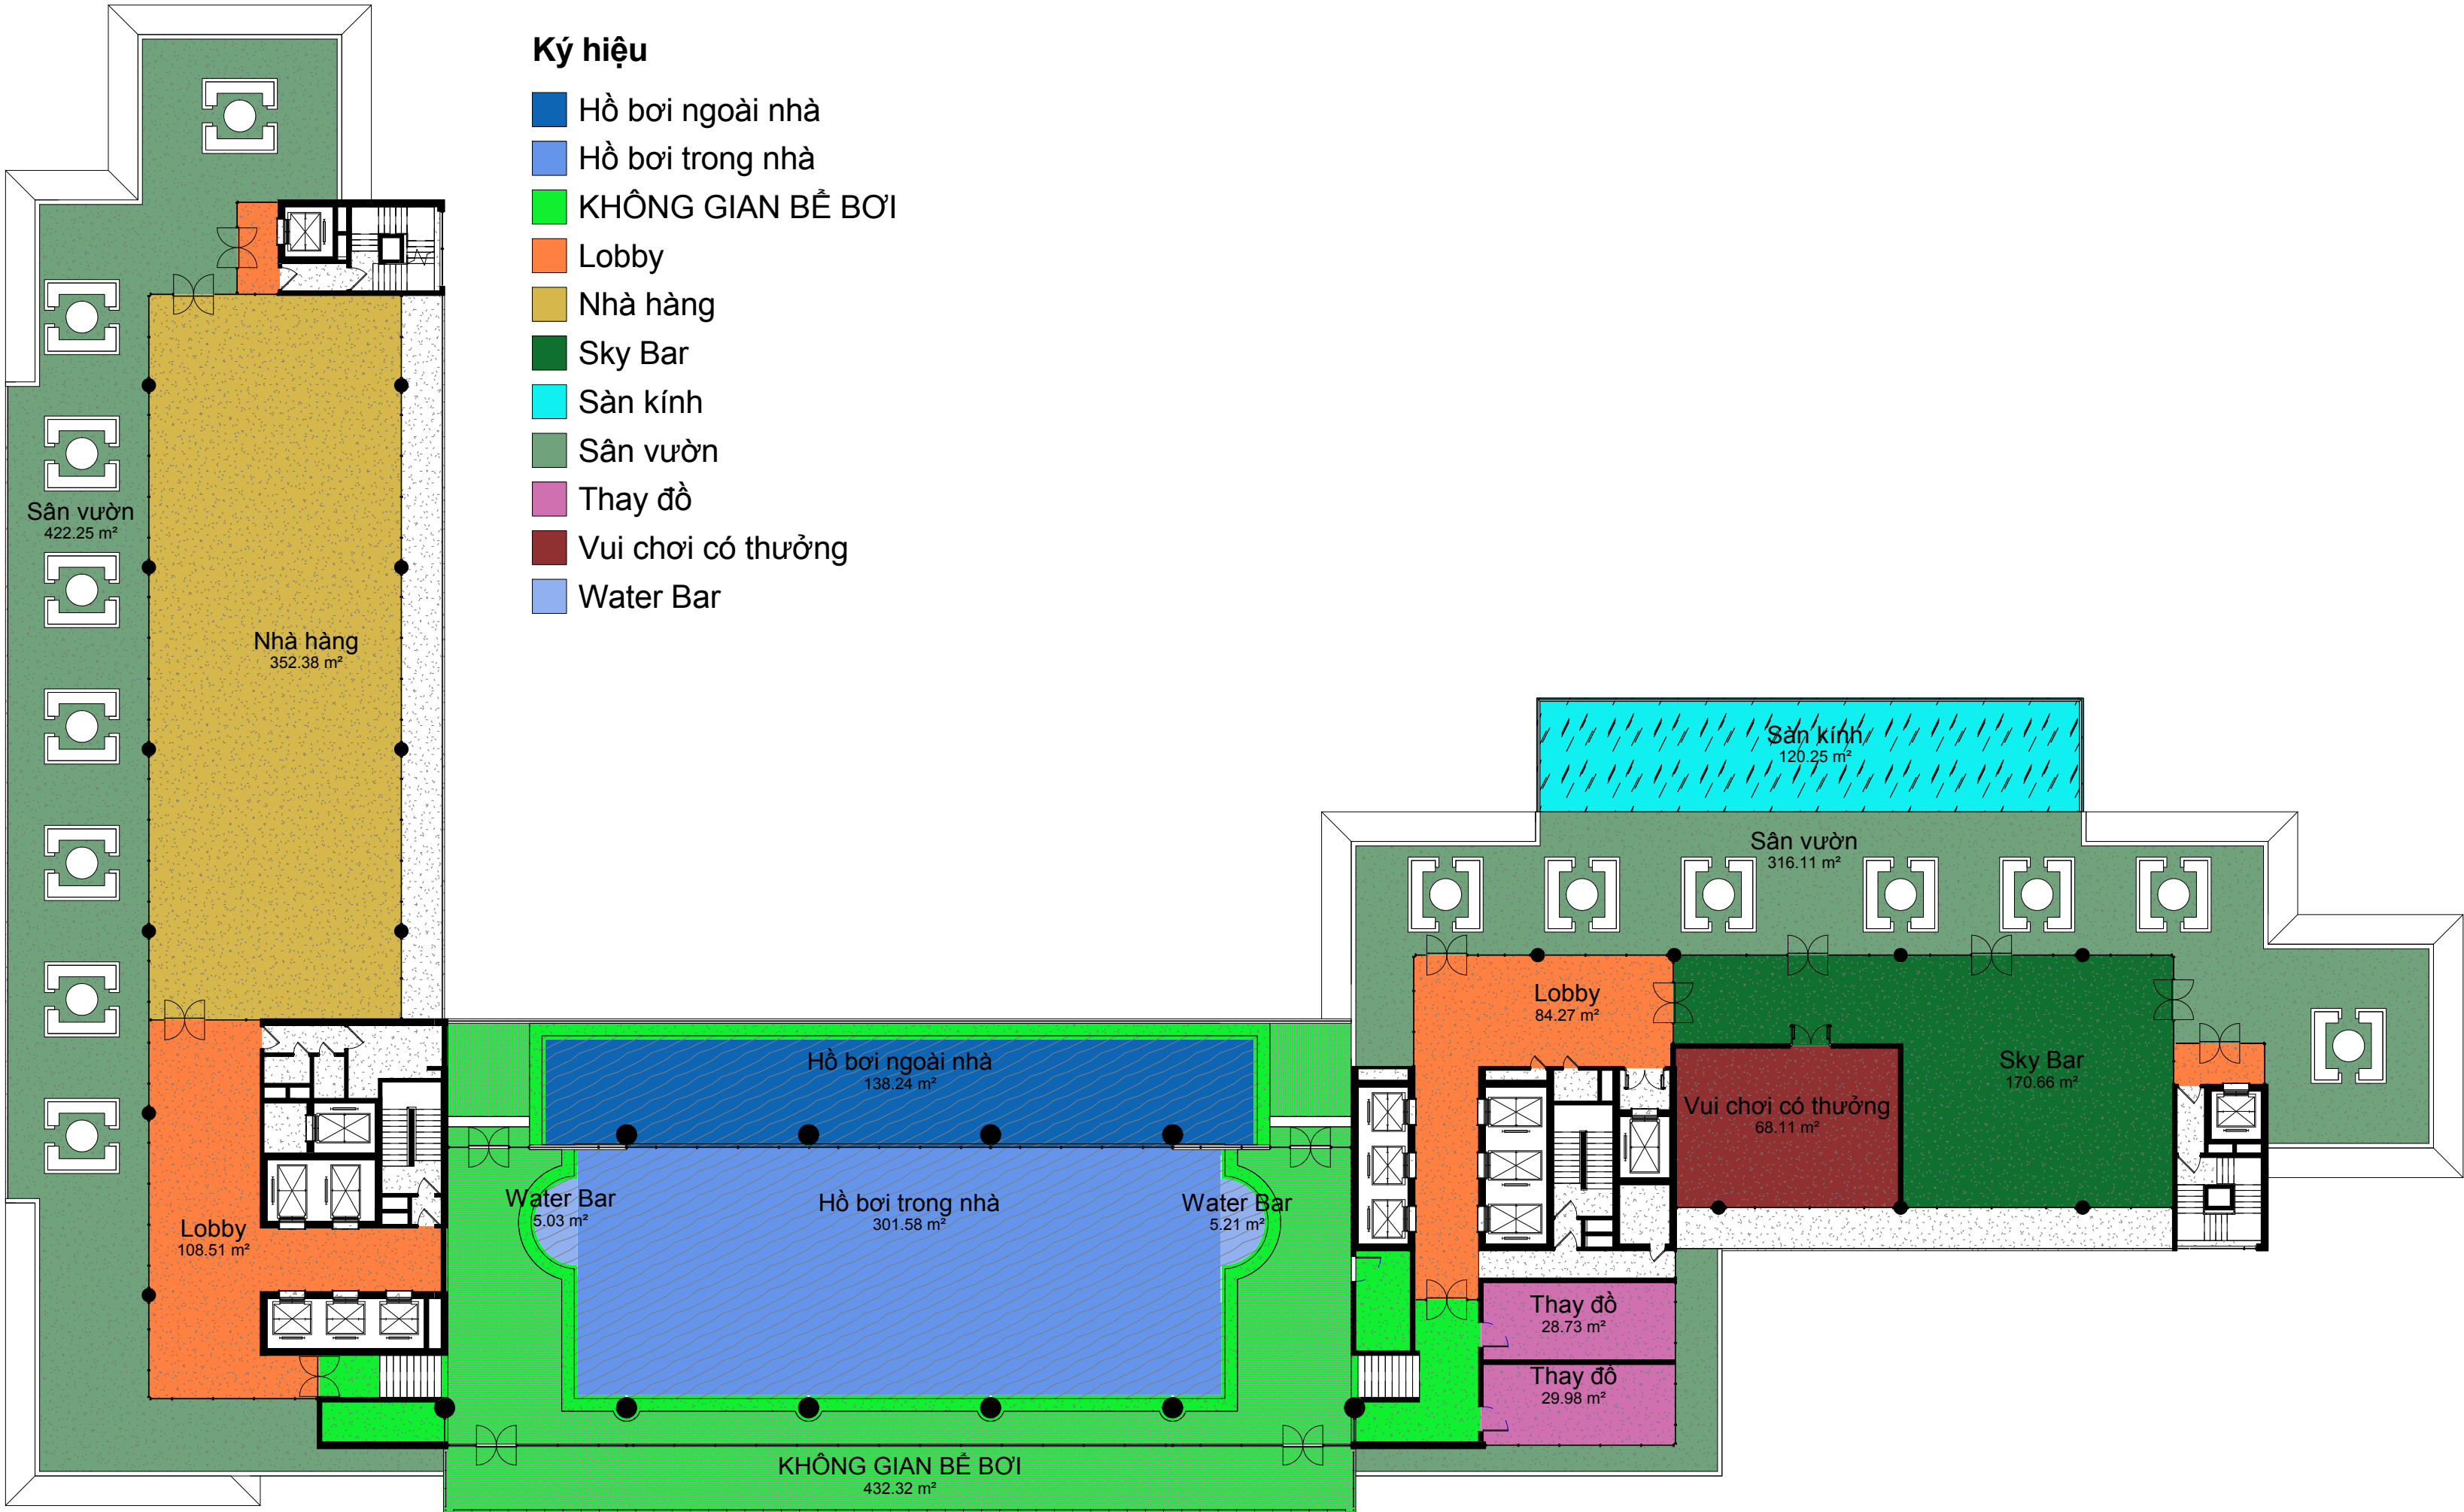 Ký hiệu
Hồ bơi ngoài nhà
Hồ bơi trong nhà
KHÔNG GIAN BỂ BƠI
Lobby
Nhà hàng
Sky Bar
Sàn kính
Sân vườn
Thay đồ
Vui chơi có thưởng
Water Bar
Sân vườn
422.25 m²
Nhà hàng
352.38 m²
Sàn kính
120.25 m²
Sân vườn
316.11 m²
Lobby
84.27 m²
Hồ bơi ngoài nhà
138.24 m²
Sky Bar
170.66 m²
Vui chơi có thưởng
68.11 m²
Water Bar
5.03 m²
Hồ bơi trong nhà
301.58 m²
Water Bar
5.21 m²
Lobby
108.51 m²
Thay đồ
28.73 m²
Thay đồ
29.98 m²
KHÔNG GIAN BỂ BƠI
432.32 m²